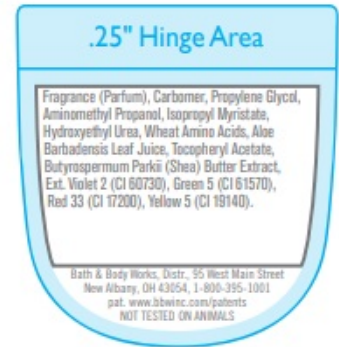 .25" Hinge Area
Fragrance (Parfum), Carbomer, Propylene Glycol,
Aminomethyl Propanol, Isopropyl Myristate,
Hydroxyethyl Urea, Wheat Amino Acids, Aloe
Barbadensis Leaf Juice, Tocopheryl Acetate,
Butyrospermum Parkii (Shea) Butter Extract,
Ext. Violet 2 (CI 60730), Green 5 (CI 61570),
Red 33 (CI 17200), Yellow 5 (CI 19140).
Bath & Body Works, Distr., 95 West Main Street
New Albany, OH 43054, 1-800-395-1001
pat. www.bbwinc.com/patents
NOT TESTED ON ANIMALS